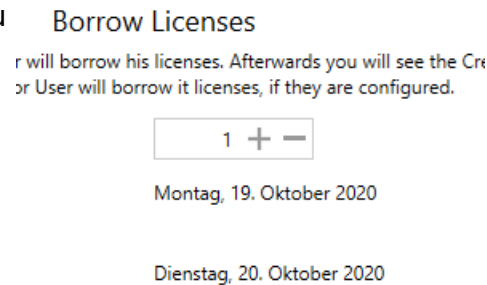 Borrow Licenses
r will borrow his licenses. Afterwards you will see the Cre
or User will borrow it licenses, if they are configured.
1 + −
Montag, 19. Oktober 2020
Dienstag, 20. Oktober 2020